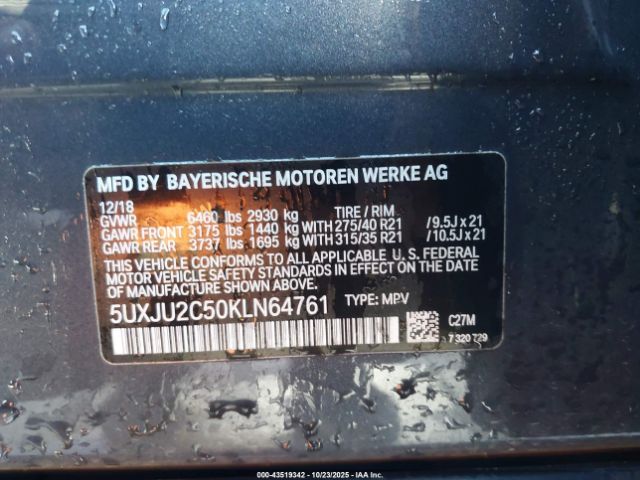 MFD BY BAYERISCHE MOTOREN WERKE AG
12/18 TIRE / RIM
GVWR 6460 lbs 2930 kg
GAWR FRONT 3175 lbs 1440 kg WITH 275/40 R21 /9.5J x 21
GAWR REAR 3737 lbs 1695 kg WITH 315/35 R21 /10.5J x 21
THIS VEHICLE CONFORMS TO ALL APPLICABLE U.S. FEDERAL
MOTOR VEHICLE SAFETY STANDARDS IN EFFECT ON THE DATE
OF MANUFACTURE SHOWN ABOVE.
5UXJU2C50KLN64761 TYPE: MPV
C27M
7 320 729
000-43519342 - 10/23/2025 - IAA Inc.